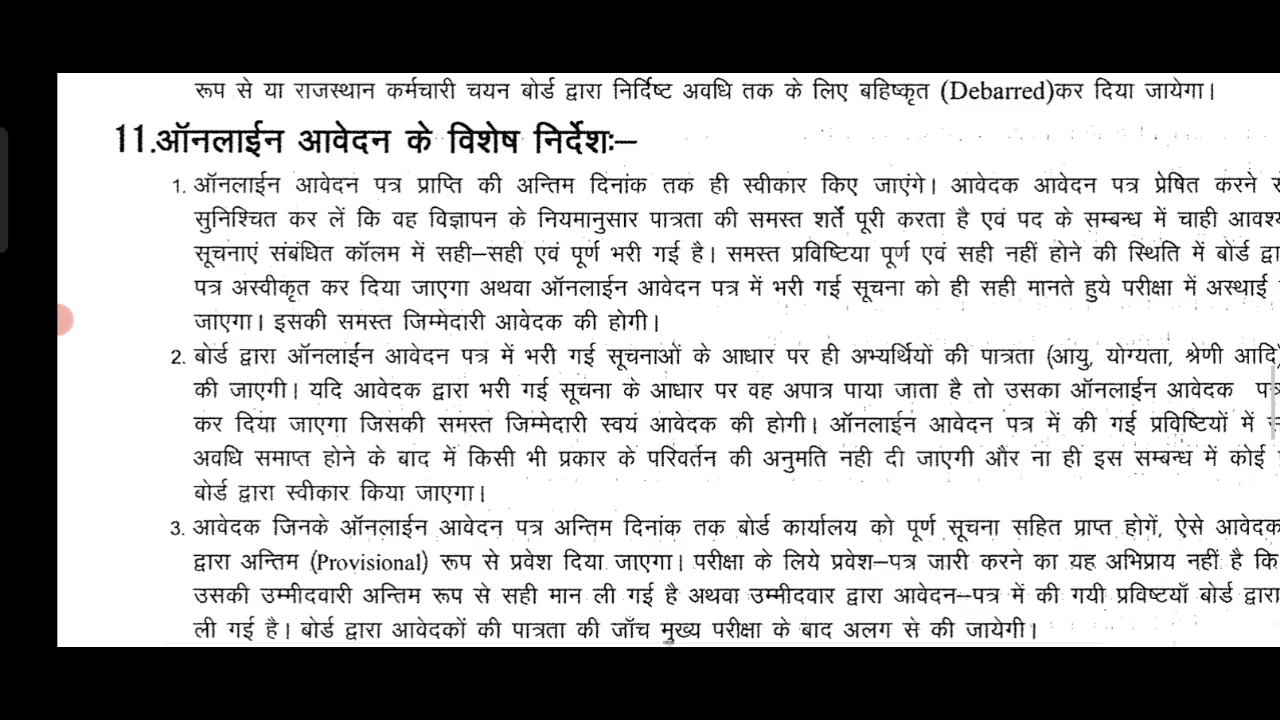 रूप से या राजस्थान कर्मचारी चयन बोर्ड द्वारा निर्दिष्ट अवधि तक के लिए बहिष्कृत (Debarred)कर दिया जायेगा।
11.ऑनलाईन आवेदन के विशेष निर्देशः–
1. ऑनलाईन आवेदन पत्र प्राप्ति की अन्तिम दिनांक तक ही स्वीकार किए जाएंगे। आवेदक आवेदन पत्र प्रेषित करने
सुनिश्चित कर लें कि वह विज्ञापन के नियमानुसार पात्रता की समस्त शर्तें पूरी करता है एवं पद के सम्बन्ध में चाही
सूचनाएं संबंधित कॉलम में सही–सही एवं पूर्ण भरी गई है। समस्त प्रविष्टिया पूर्ण एवं सही नहीं होने की स्थिति में बोर्ड
पत्र अस्वीकृत कर दिया जाएगा अथवा ऑनलाईन आवेदन पत्र में भरी गई सूचना को ही सही मानते हुये परीक्षा में अस्थाई
जाएगा। इसकी समस्त जिम्मेदारी आवेदक की होगी।
2. बोर्ड द्वारा ऑनलाईन आवेदन पत्र में भरी गई सूचनाओं के आधार पर ही अभ्यर्थियों की पात्रता (आयु, योग्यता, श्रेणी आदि)
की जाएगी। यदि आवेदक द्वारा भरी गई सूचना के आधार पर वह अपात्र पाया जाता है तो उसका ऑनलाईन आवेदक
कर दिया जाएगा जिसकी समस्त जिम्मेदारी स्वयं आवेदक की होगी। ऑनलाईन आवेदन पत्र में की गई प्रविष्टियों में
अवधि समाप्त होने के बाद में किसी भी प्रकार के परिवर्तन की अनुमति नही दी जाएगी और ना ही इस सम्बन्ध में कोई
बोर्ड द्वारा स्वीकार किया जाएगा।
3. आवेदक जिनके ऑनलाईन आवेदन पत्र अन्तिम दिनांक तक बोर्ड कार्यालय को पूर्ण सूचना सहित प्राप्त होगें, ऐसे आवेदक
द्वारा अन्तिम (Provisional) रूप से प्रवेश दिया जाएगा। परीक्षा के लिये प्रवेश–पत्र जारी करने का यह अभिप्राय नहीं है कि
उसकी उम्मीदवारी अन्तिम रूप से सही मान ली गई है अथवा उम्मीदवार द्वारा आवेदन–पत्र में की गयी प्रविष्टयाँ बोर्ड द्वारा
ली गई है। बोर्ड द्वारा आवेदकों की पात्रता की जाँच मुख्य परीक्षा के बाद अलग से की जायेगी।